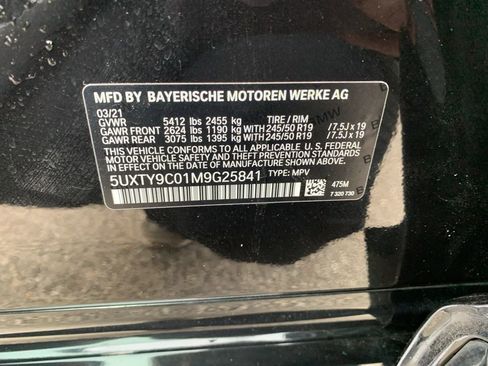 MFD BY BAYERISCHE MOTOREN WERKE AG
03/21
GVWR 5412 lbs 2455 kg TIRE / RIM
GAWR FRONT 2624 lbs 1190 kg WITH 245/50 R19 /7.5J x 19
GAWR REAR 3075 lbs 1395 kg WITH 245/50 R19 /7.5J x 19
THIS VEHICLE CONFORMS TO ALL APPLICABLE U.S. FEDERAL
MOTOR VEHICLE SAFETY, BUMPER, AND THEFT PREVENTION
STANDARDS IN EFFECT ON THE DATE OF MANUFACTURE SHOWN ABOVE.
5UXTY9C01M9G25841 TYPE: MPV
475M
7 320 730
BMW